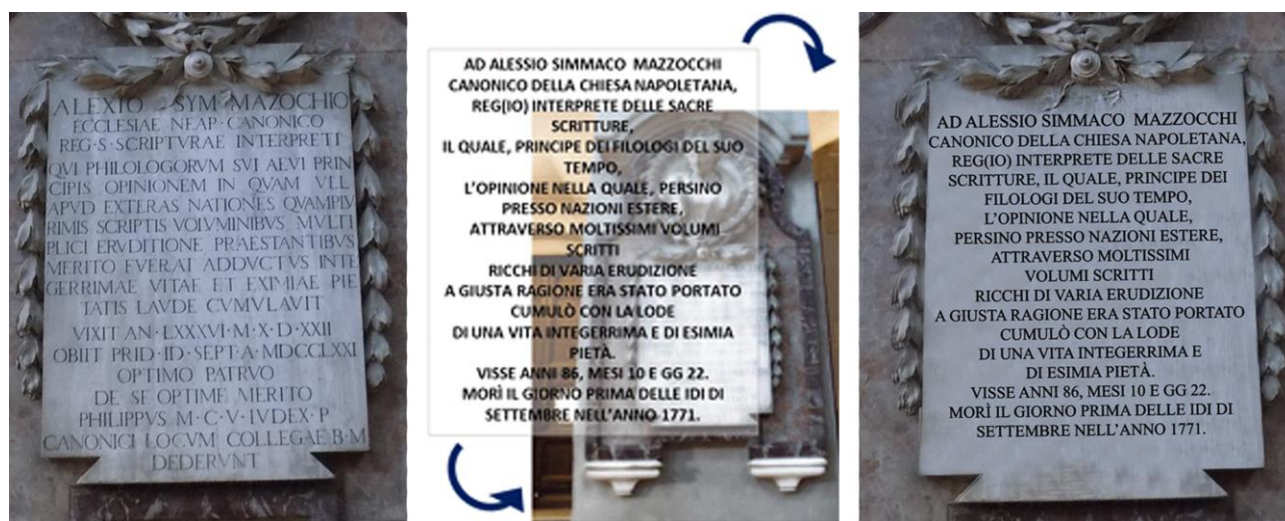 ALEXIO SYM·MAZOCHIO
ECCLESIAE NEAP·CANONICO
REG·S·SCRIPTVRAE INTERPRETI
QVI PHILOLOGORVM SVI AEVI PRIN
CIPIS OPINIONEM IN QVAM VLL
APVD EXTERAS NATIONES QVAMPLV
RIMIS SCRIPTIS VOLVMINIBVS MVLTI
PLICI ERVDITIONE PRAESTANTIBVS
MERITO FVERAT ADDVCTVS INTE
GERRIMAE VITAE ET EXIMIAE PIE
TATIS LAVDE CVMVLAVIT
VIXIT AN·LXXXVI·M·X·D·XXII
OBIIT PRID·ID·SEPT·A·MDCCLXXI
OPTIMO PATRVO
DE SE OPTIME MERITO
PHILIPPVS M·C·V·IVDEX·P
CANONICI LOCVM COLLEGAE B·M
DEDERVNT
AD ALESSIO SIMMACO MAZZOCCHI
CANONICO DELLA CHIESA NAPOLETANA,
REG(IO) INTERPRETE DELLE SACRE
SCRITTURE,
IL QUALE, PRINCIPE DEI FILOLOGI DEL SUO
TEMPO,
L'OPINIONE NELLA QUALE, PERSINO
PRESSO NAZIONI ESTERE,
ATTRAVERSO MOLTISSIMI VOLUMI
SCRITTI
RICCHI DI VARIA ERUDIZIONE
A GIUSTA RAGIONE ERA STATO PORTATO
CUMULÒ CON LA LODE
DI UNA VITA INTEGERRIMA E DI ESIMIA
PIETÀ.
VISSE ANNI 86, MESI 10 E GG 22.
MORÌ IL GIORNO PRIMA DELLE IDI DI
SETTEMBRE NELL'ANNO 1771.
AD ALESSIO SIMMACO MAZZOCCHI
CANONICO DELLA CHIESA NAPOLETANA,
REG(IO) INTERPRETE DELLE SACRE
SCRITTURE, IL QUALE, PRINCIPE DEI
FILOLOGI DEL SUO TEMPO,
L'OPINIONE NELLA QUALE,
PERSINO PRESSO NAZIONI ESTERE,
ATTRAVERSO MOLTISSIMI
VOLUMI SCRITTI
RICCHI DI VARIA ERUDIZIONE
A GIUSTA RAGIONE ERA STATO PORTATO
CUMULÒ CON LA LODE
DI UNA VITA INTEGERRIMA E
DI ESIMIA PIETÀ.
VISSE ANNI 86, MESI 10 E GG 22.
MORÌ IL GIORNO PRIMA DELLE IDI DI
SETTEMBRE NELL'ANNO 1771.